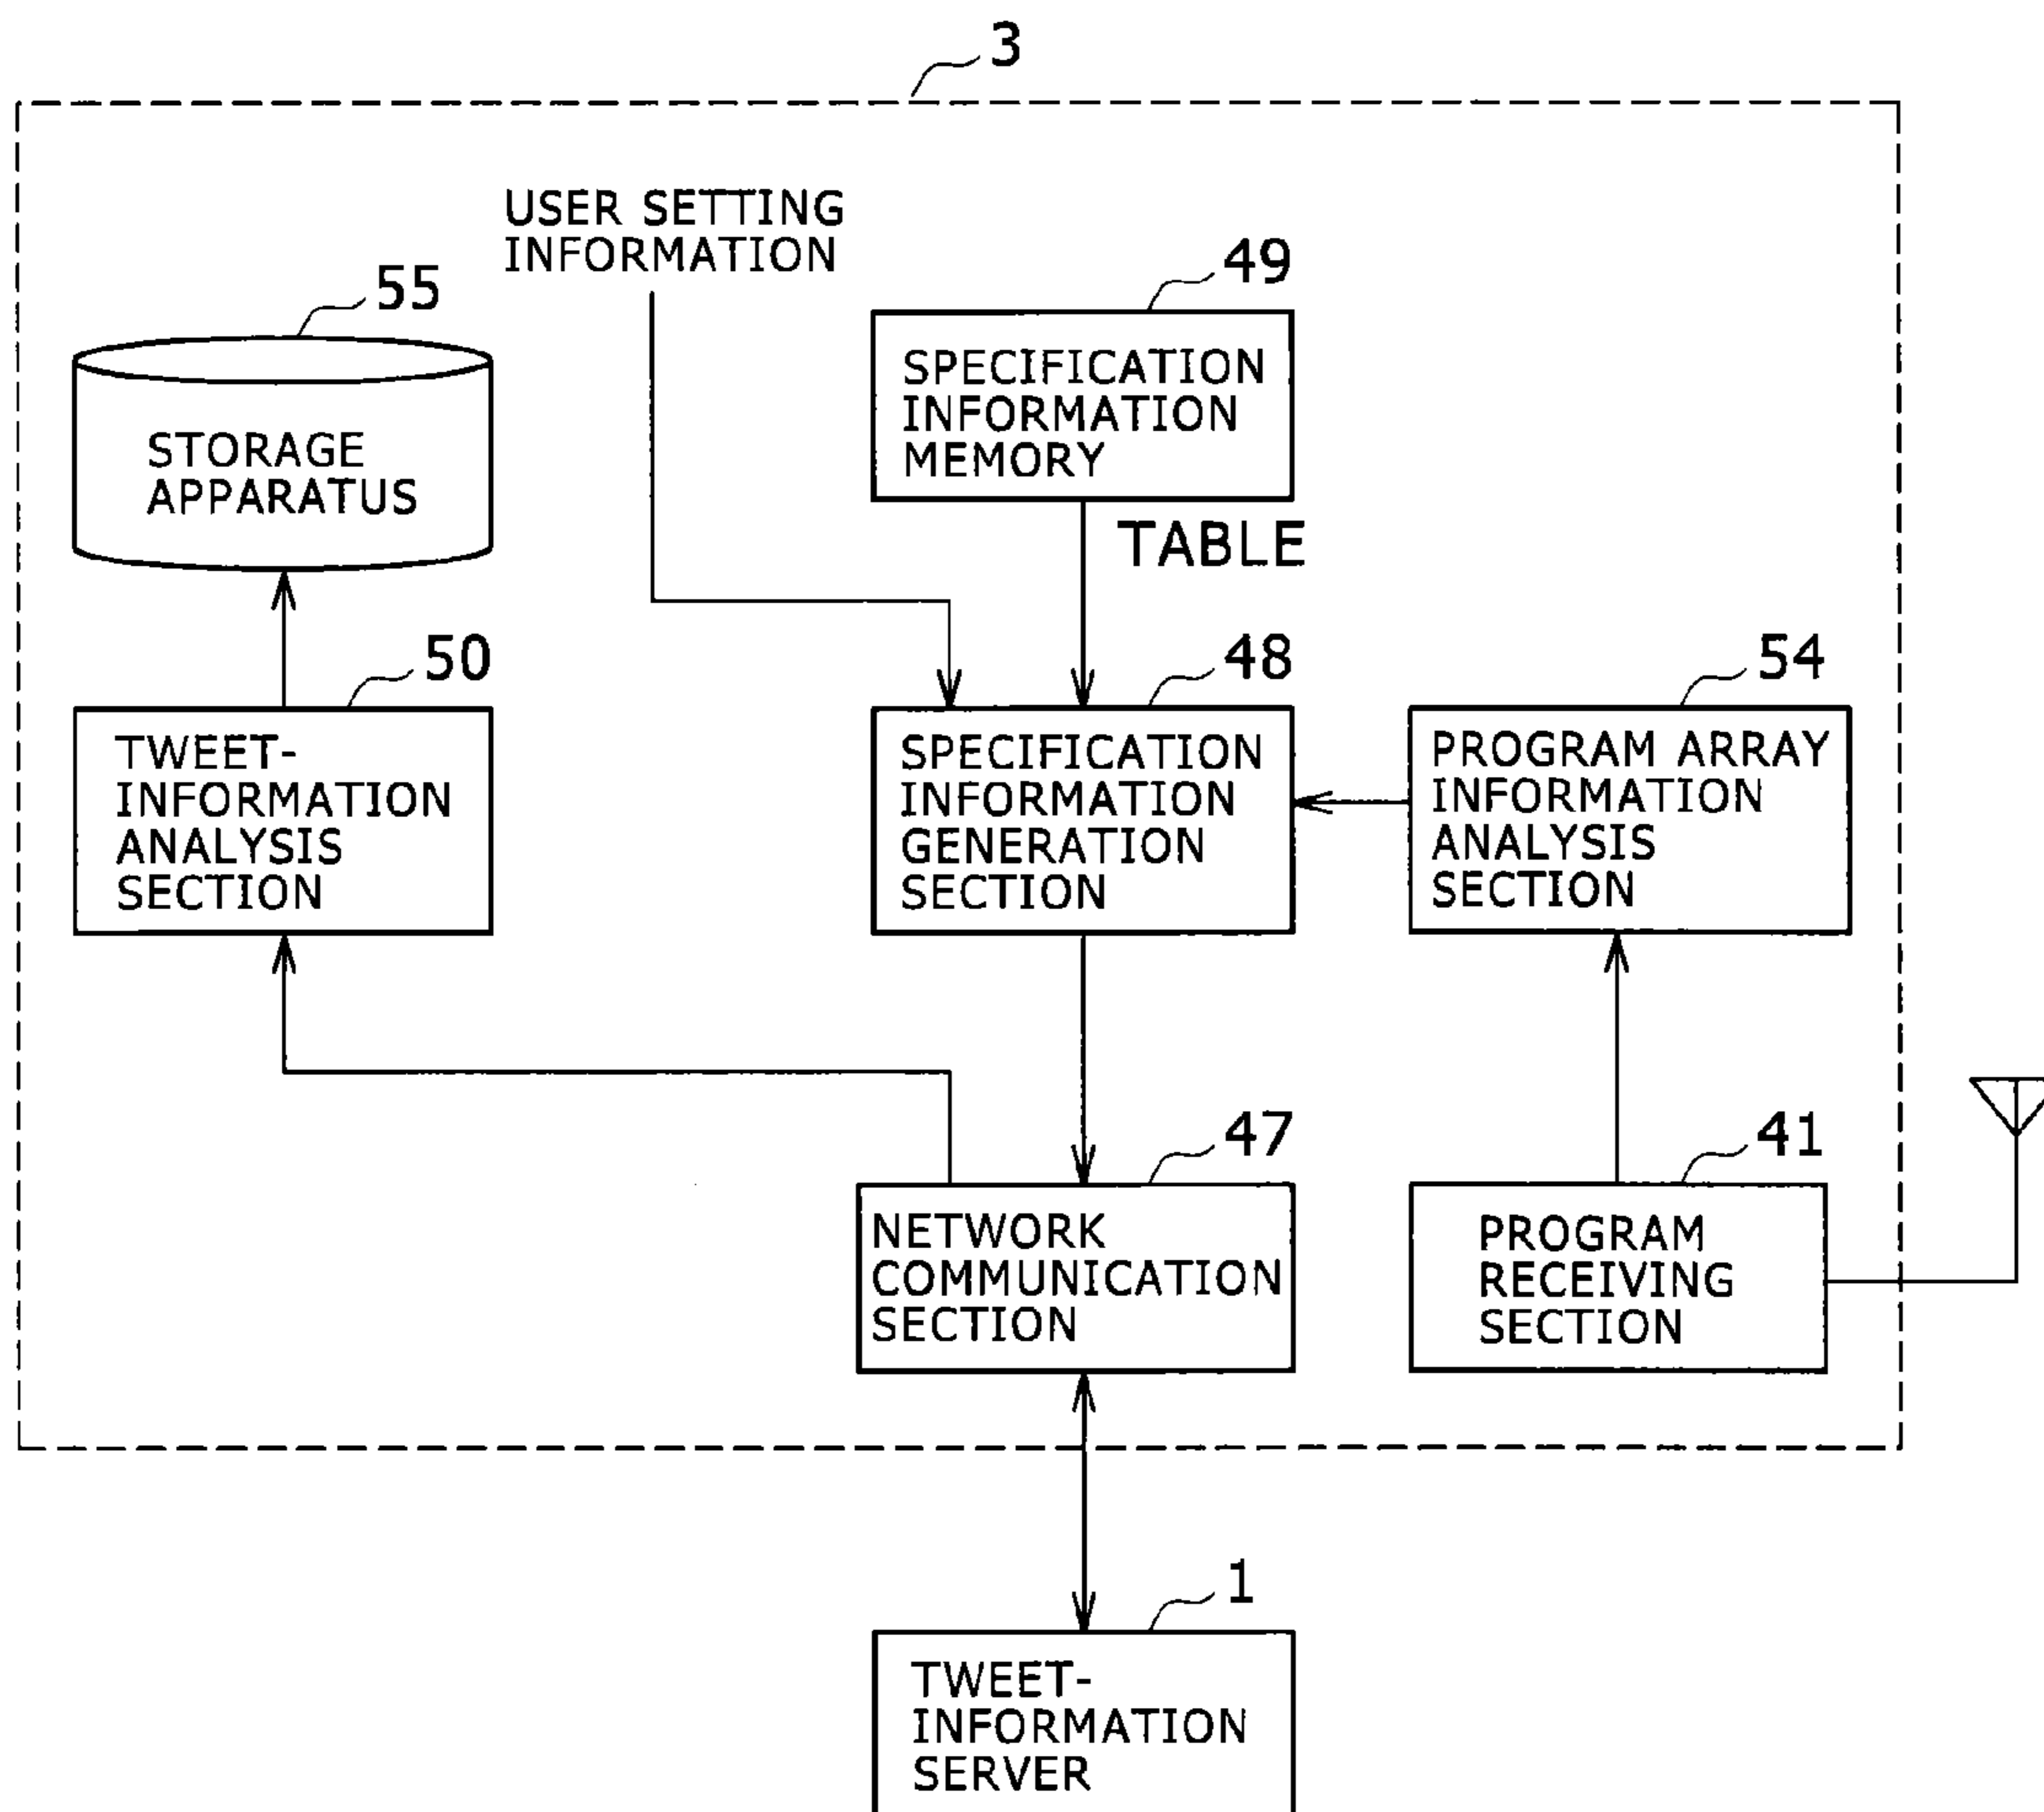 3
USER SETTING
INFORMATION
49
55
SPECIFICATION
INFORMATION
MEMORY
STORAGE
APPARATUS
TABLE
50
48
54
TWEET-
INFORMATION
ANALYSIS
SECTION
SPECIFICATION
INFORMATION
GENERATION
SECTION
PROGRAM ARRAY
INFORMATION
ANALYSIS
SECTION
47
41
NETWORK
COMMUNICATION
SECTION
PROGRAM
RECEIVING
SECTION
1
TWEET-
INFORMATION
SERVER